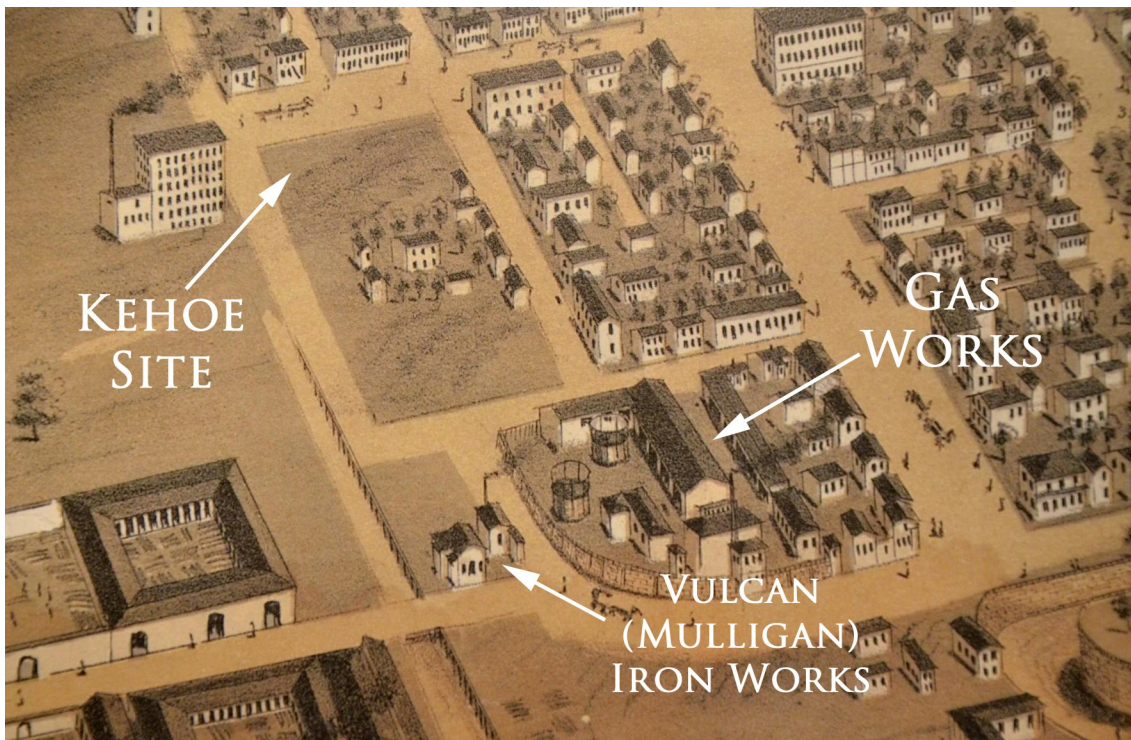 KEHOE
SITE
GAS
WORKS
VULCAN
(MULLIGAN)
IRON WORKS